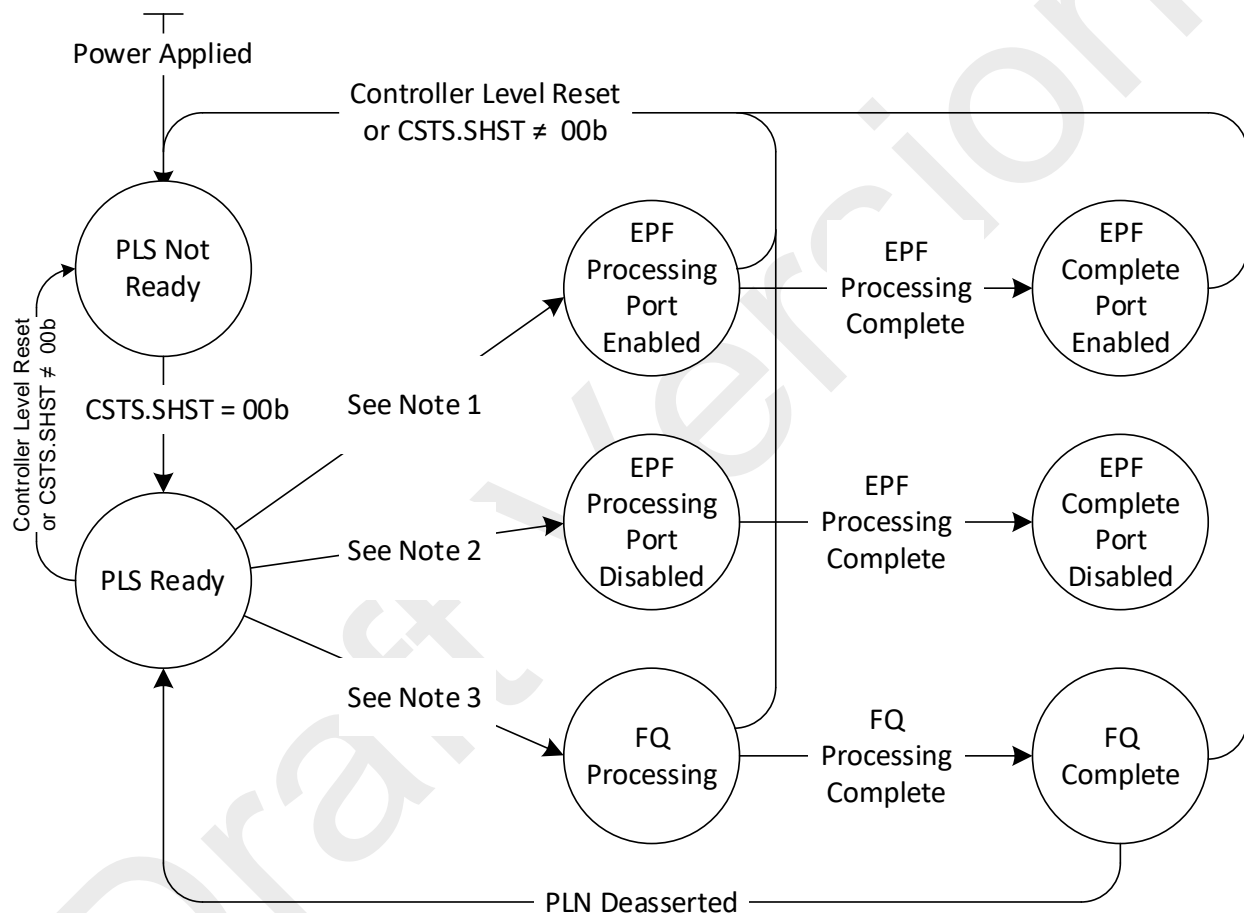 Power Applied
Controller Level Reset
or CSTS.SHST ≠ 00b
PLS Not
Ready
EPF
Processing
Port
Enabled
EPF
Processing
Complete
EPF
Complete
Port
Enabled
Controller Level Reset
or CSTS.SHST ≠ 00b
CSTS.SHST = 00b
See Note 1
PLS Ready
See Note 2
EPF
Processing
Port
Disabled
EPF
Processing
Complete
EPF
Complete
Port
Disabled
See Note 3
FQ
Processing
FQ
Processing
Complete
FQ
Complete
PLN Deasserted
Draft Version